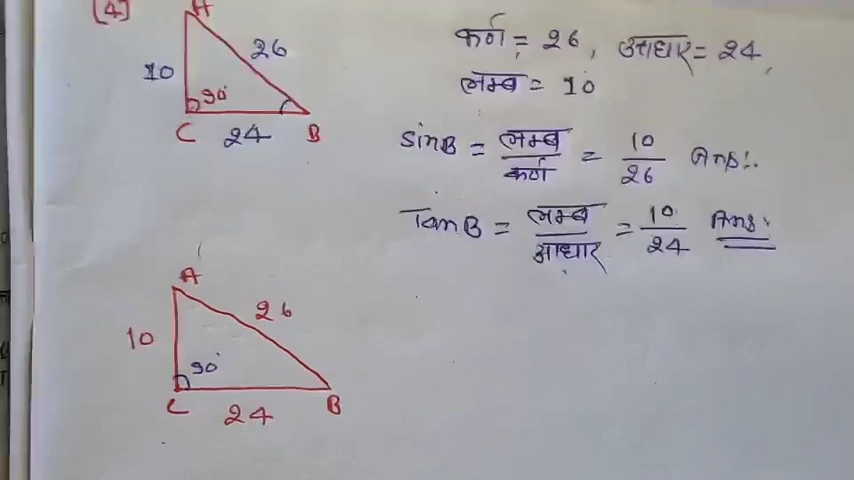 [4]
A
10
26
90°
C
24
B
कर्ण = 26, आधार = 24,
लम्ब = 10
sinB = लम्ब/कर्ण = 10/26 Ans:.
TanB = लम्ब/आधार = 10/24 Ans:
A
10
26
90°
C
24
B